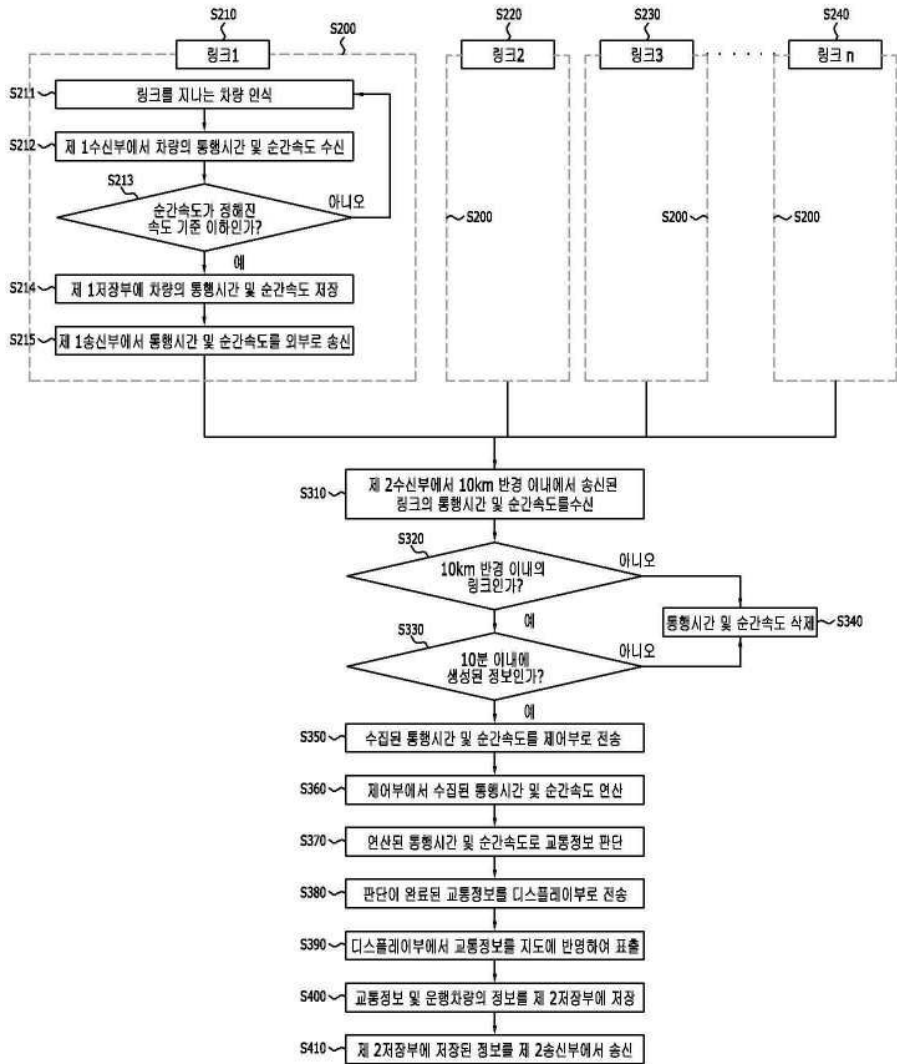 S210
S200
S220
S230
S240
링크1
링크2
링크3
· · · · ·
링크 n
S211
링크를 지나는 차량 인식
S212
제 1수신부에서 차량의 통행시간 및 순간속도 수신
S213
순간속도가 정해진
속도 기준 이하인가?
아니오
예
S200
S200
S200
S214
제 1저장부에 차량의 통행시간 및 순간속도 저장
S215
제 1송신부에서 통행시간 및 순간속도를 외부로 송신
S310
제 2수신부에서 10km 반경 이내에서 송신된
링크의 통행시간 및 순간속도를수신
S320
10km 반경 이내의
링크인가?
아니오
예
통행시간 및 순간속도 삭제
S340
S330
10분 이내에
생성된 정보인가?
아니오
예
S350
수집된 통행시간 및 순간속도를 제어부로 전송
S360
제어부에서 수집된 통행시간 및 순간속도 연산
S370
연산된 통행시간 및 순간속도로 교통정보 판단
S380
판단이 완료된 교통정보를 디스플레이부로 전송
S390
디스플레이부에서 교통정보를 지도에 반영하여 표출
S400
교통정보 및 운행차량의 정보를 제 2저장부에 저장
S410
제 2저장부에 저장된 정보를 제 2송신부에서 송신